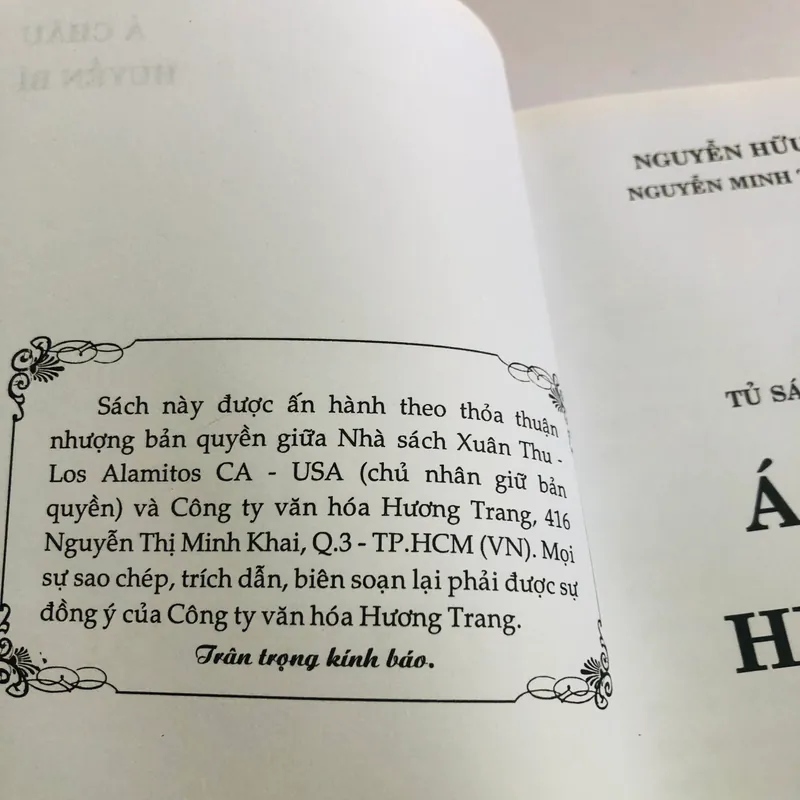 Á CHÂU
HUYỀN BÍ
Sách này được ấn hành theo thỏa thuận
nhượng bản quyền giữa Nhà sách Xuân Thu -
Los Alamitos CA - USA (chủ nhân giữ bản
quyền) và Công ty văn hóa Hương Trang, 416
Nguyễn Thị Minh Khai, Q.3 - TP.HCM (VN). Mọi
sự sao chép, trích dẫn, biên soạn lại phải được sự
đồng ý của Công ty văn hóa Hương Trang.
Trân trọng kính báo.
NGUYỄN HỮU
NGUYỄN MINH
TỦ SÁ
Á
H